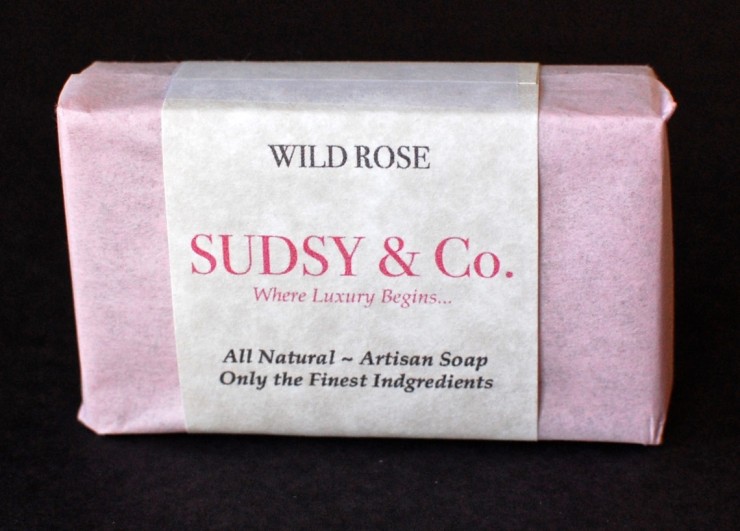 WILD ROSE
SUDSY & Co.
Where Luxury Begins...
All Natural ~ Artisan Soap
Only the Finest Indgredients